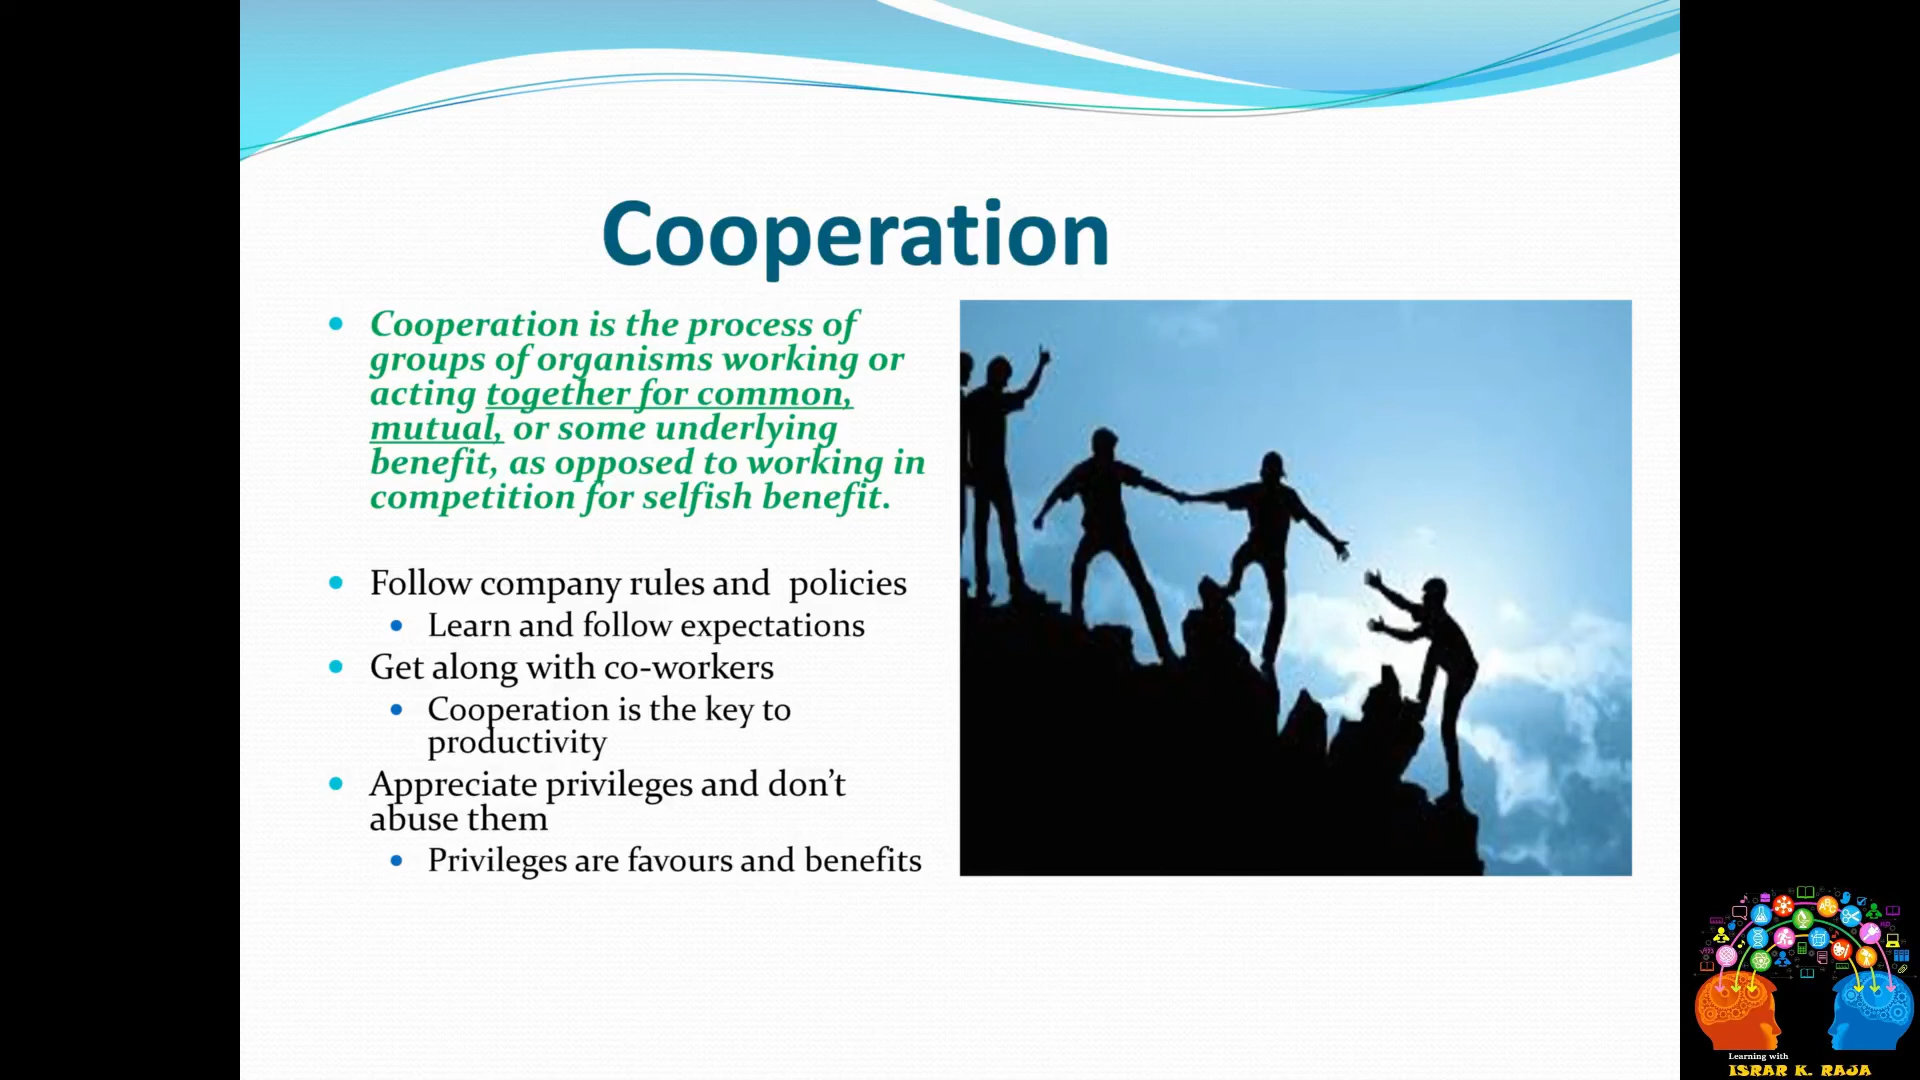 Cooperation
Cooperation is the process of
groups of organisms working or
acting together for common,
mutual, or some underlying
benefit, as opposed to working in
competition for selfish benefit.
Follow company rules and policies
Learn and follow expectations
Get along with co-workers
Cooperation is the key to
productivity
Appreciate privileges and don't
abuse them
Privileges are favours and benefits
ABC
Learning with
ISRAR K. RAJA